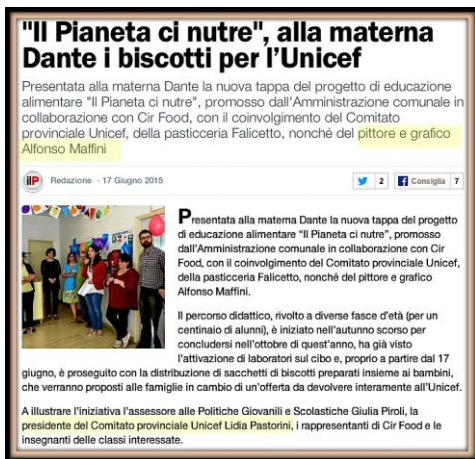 "Il Pianeta ci nutre", alla materna
Dante i biscotti per l’Unicef
Presentata alla materna Dante la nuova tappa del progetto di educazione
alimentare "Il Pianeta ci nutre", promosso dall'Amministrazione comunale in
collaborazione con Cir Food, con il coinvolgimento del Comitato
provinciale Unicef, della pasticceria Falicetto, nonché del pittore e grafico
Alfonso Maffini
ilP Redazione - 17 Giugno 2015 2 Consiglia 7
Presentata alla materna Dante la nuova tappa del progetto
di educazione alimentare “Il Pianeta ci nutre”, promosso
dall'Amministrazione comunale in collaborazione con Cir
Food, con il coinvolgimento del Comitato provinciale Unicef,
della pasticceria Falicetto, nonché del pittore e grafico
Alfonso Maffini.
Il percorso didattico, rivolto a diverse fasce d'età (per un
centinaio di alunni), è iniziato nell'autunno scorso per
concludersi nell'ottobre di quest'anno, ha già visto
l'attivazione di laboratori sul cibo e, proprio a partire dal 17
giugno, è proseguito con la distribuzione di sacchetti di biscotti preparati insieme ai bambini,
che verranno proposti alle famiglie in cambio di un'offerta da devolvere interamente all'Unicef.
A illustrare l'iniziativa l'assessore alle Politiche Giovanili e Scolastiche Giulia Piroli, la
presidente del Comitato provinciale Unicef Lidia Pastorini, i rappresentanti di Cir Food e le
insegnanti delle classi interessate.